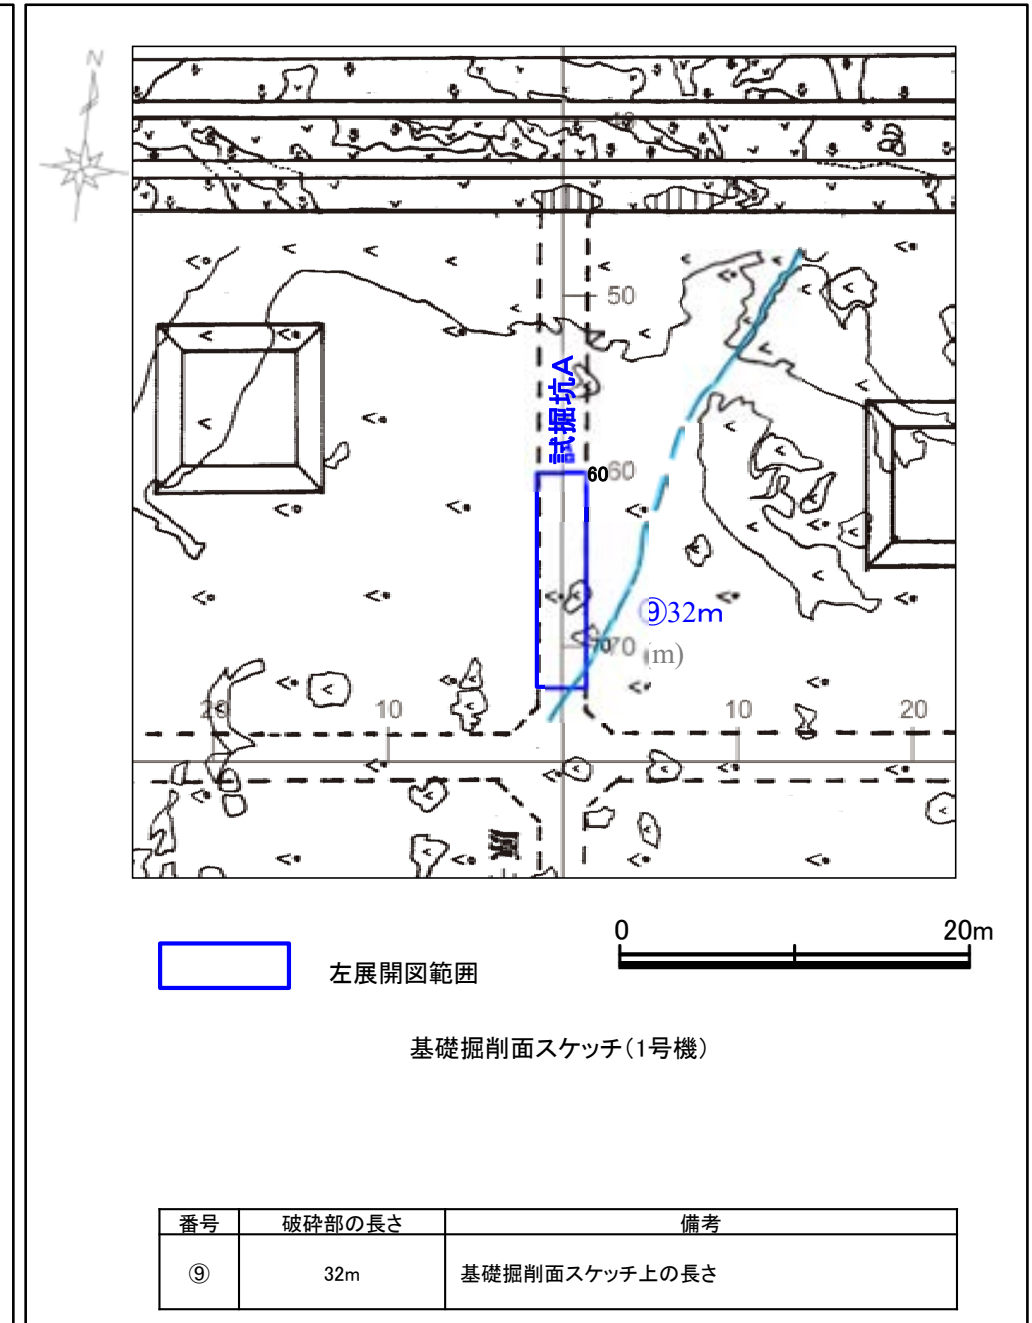 N
40
50
試掘坑A
60 60
⑨32m
70 70 (m)
20 10 10 20
原
左展開図範囲
0 20m
基礎掘削面スケッチ(1号機)
番号 破砕部の長さ 備考
⑨ 32m 基礎掘削面スケッチ上の長さ